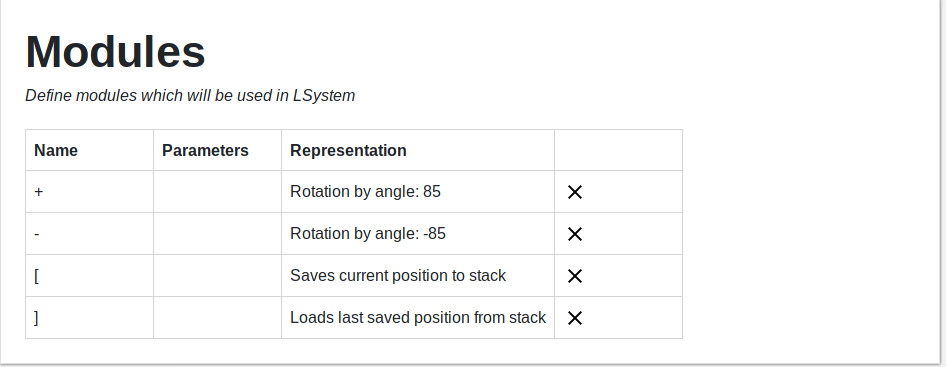 Modules
Define modules which will be used in LSystem
Name Parameters Representation
+ Rotation by angle: 85
- Rotation by angle: -85
[ Saves current position to stack
] Loads last saved position from stack